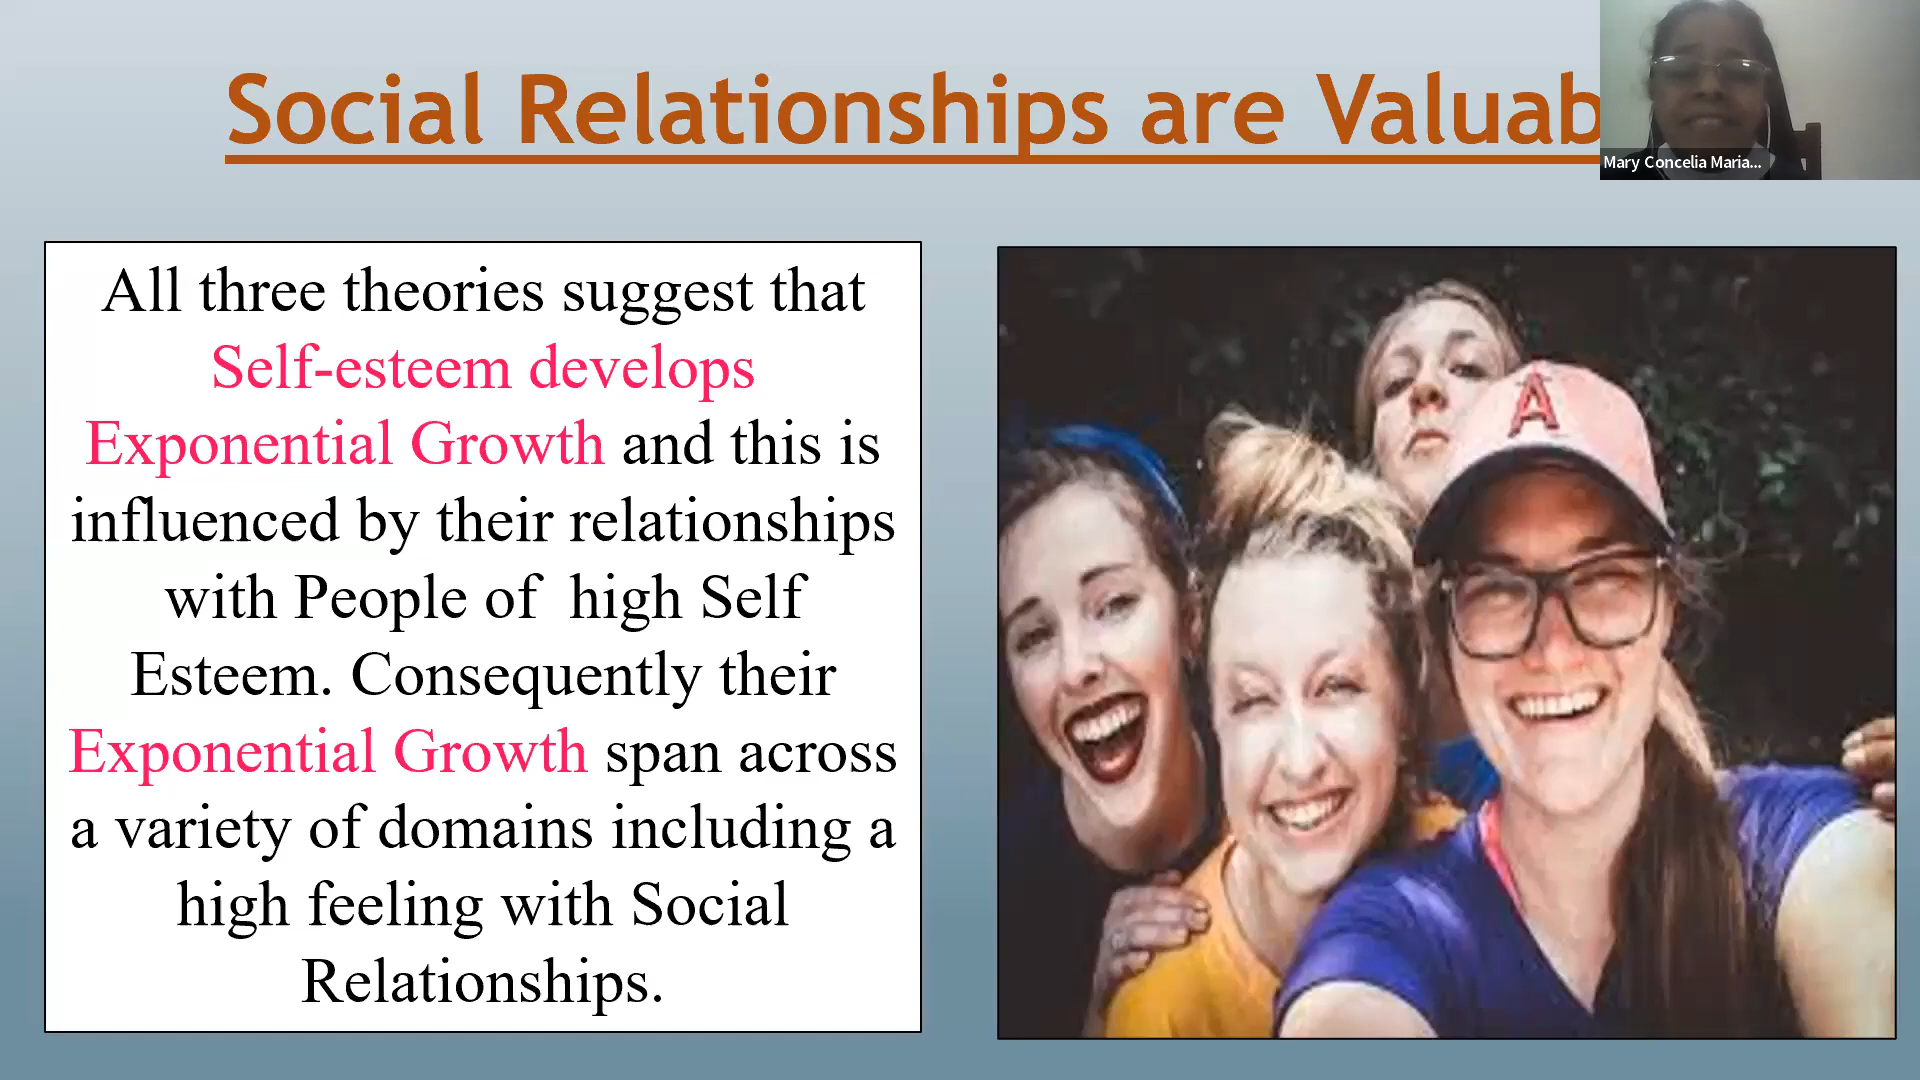 Social Relationships are Valuab
Mary Concelia Maria...
All three theories suggest that
Self-esteem develops
Exponential Growth and this is
influenced by their relationships
with People of high Self
Esteem. Consequently their
Exponential Growth span across
a variety of domains including a
high feeling with Social
Relationships.
A